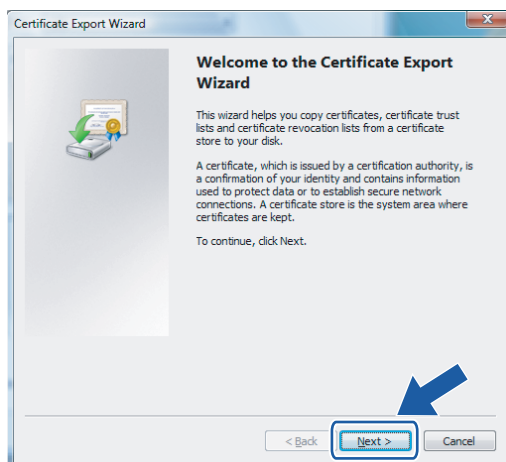 Certificate Export Wizard
Welcome to the Certificate Export
Wizard
This wizard helps you copy certificates, certificate trust
lists and certificate revocation lists from a certificate
store to your disk.
A certificate, which is issued by a certification authority, is
a confirmation of your identity and contains information
used to protect data or to establish secure network
connections. A certificate store is the system area where
certificates are kept.
To continue, click Next.
< Back
Next >
Cancel